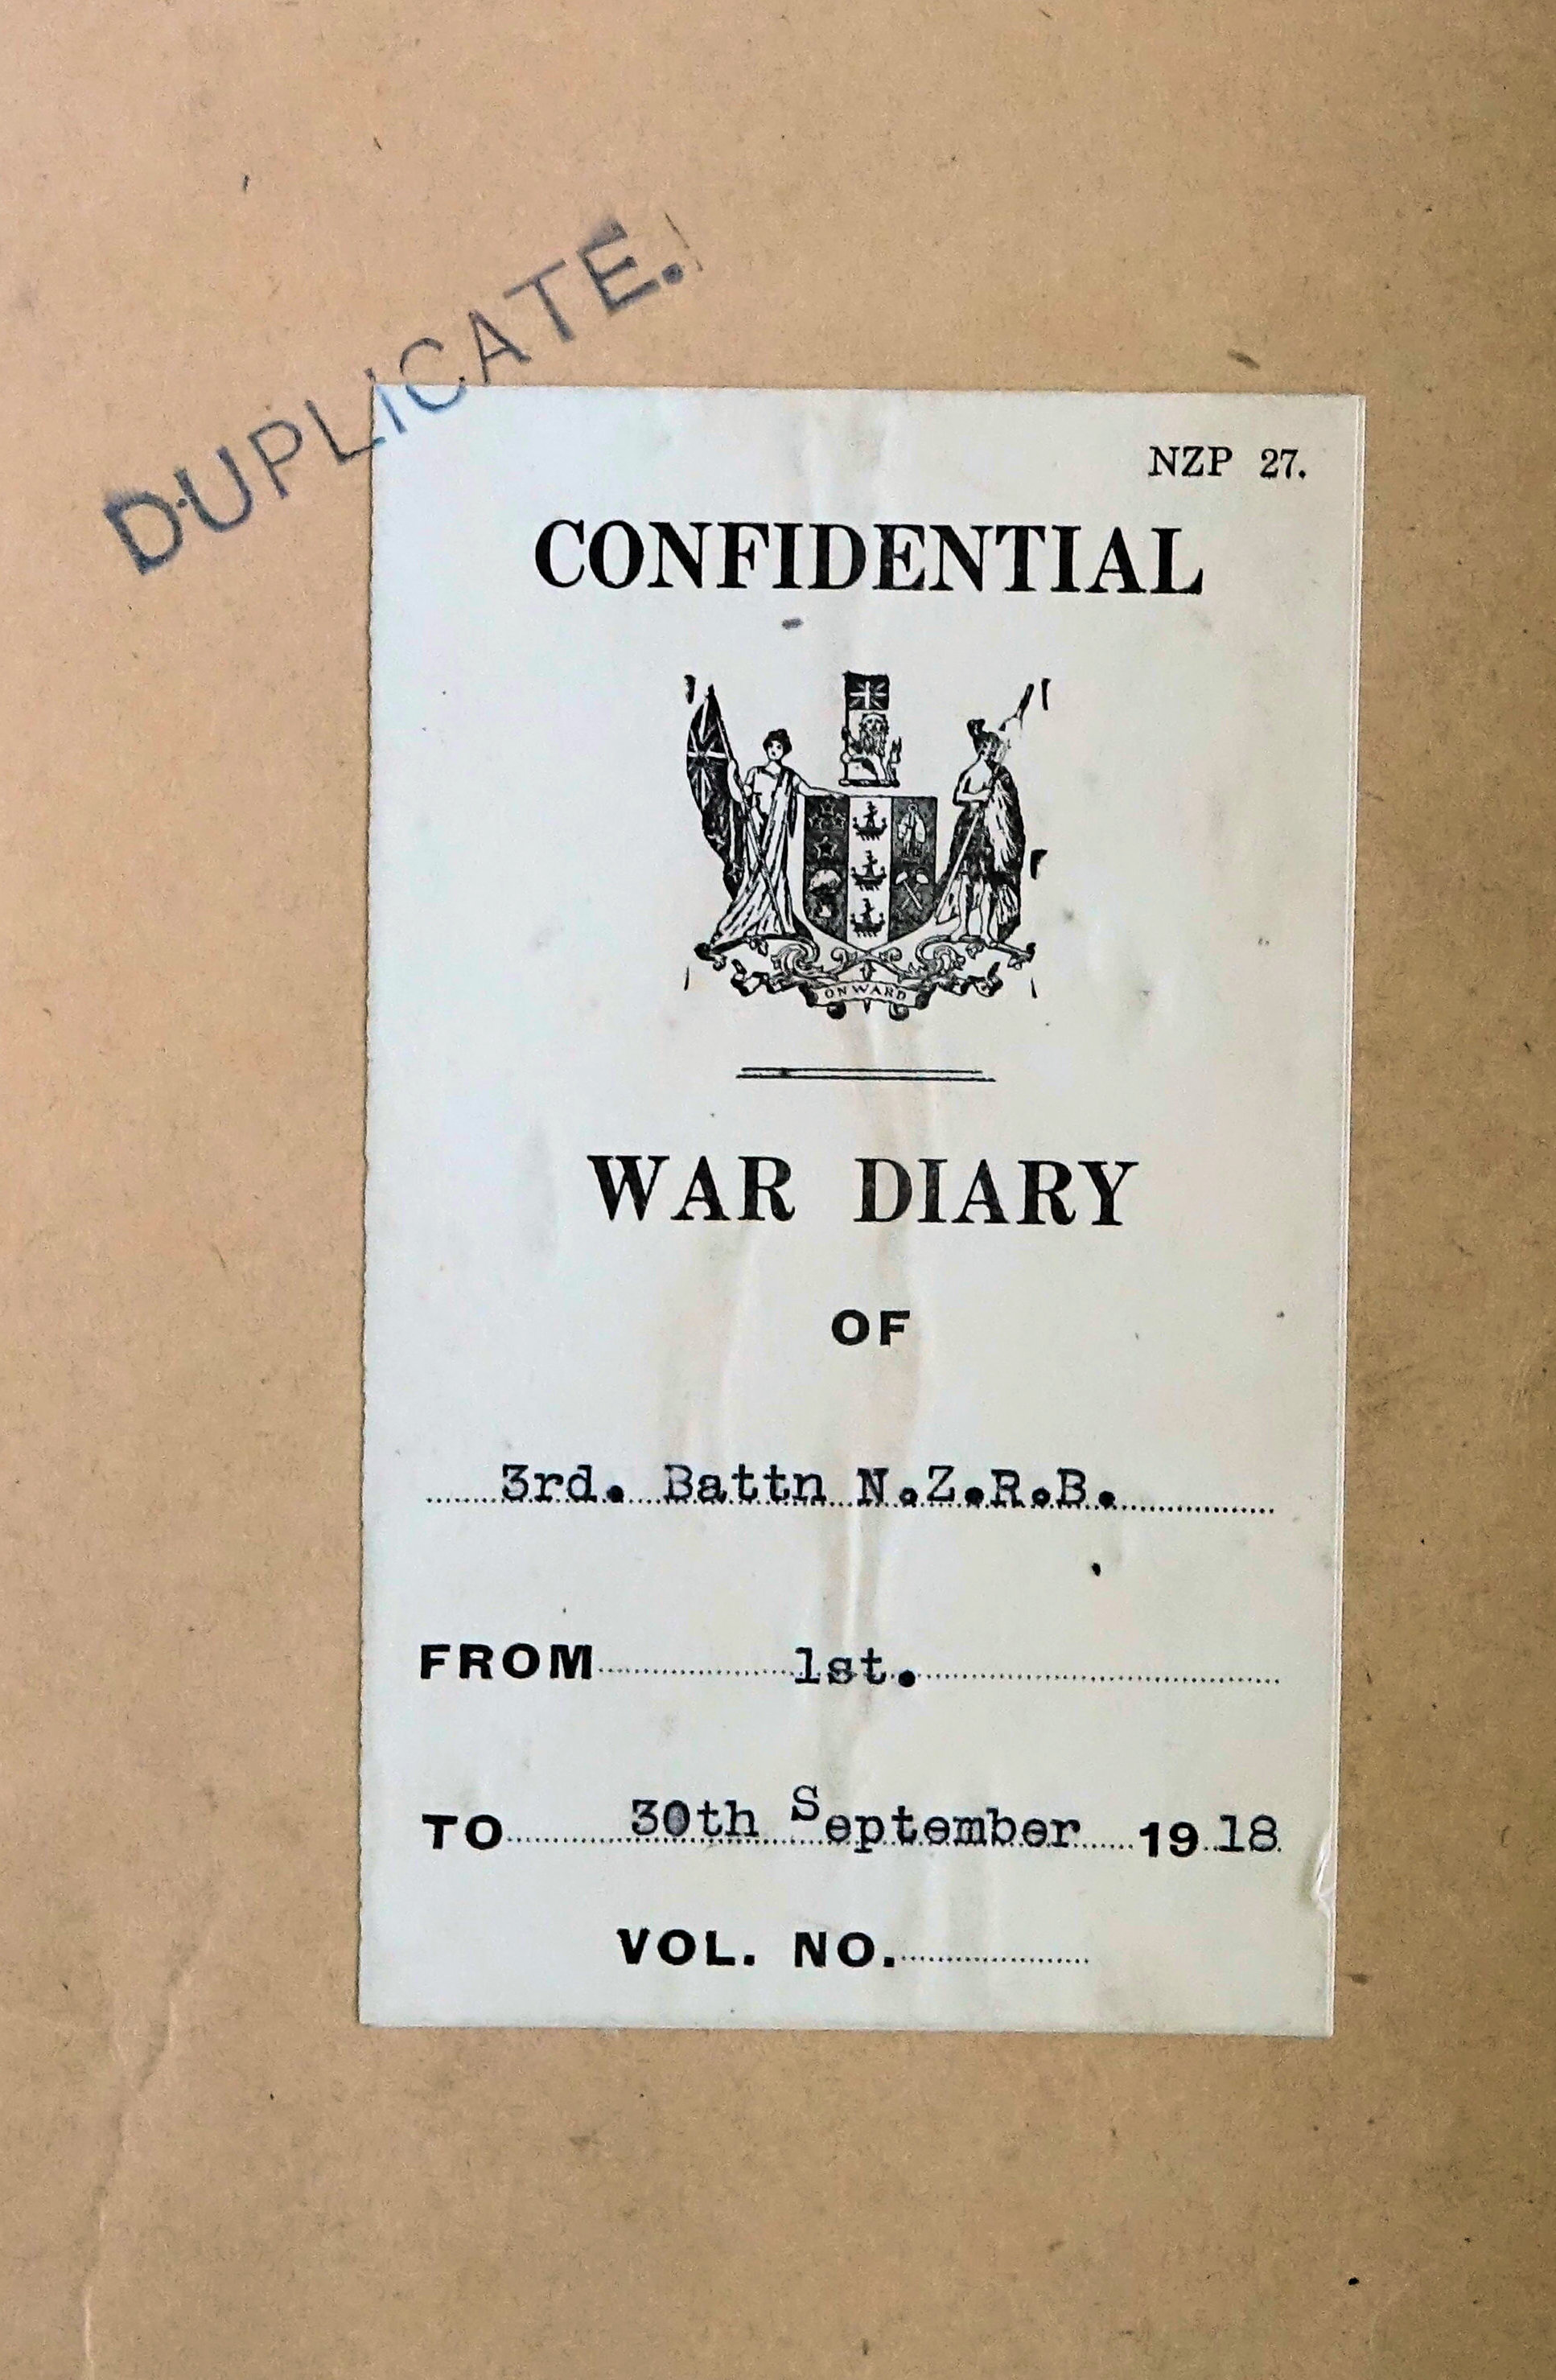 DUPLICATE.
NZP 27.
CONFIDENTIAL
ONWARD
WAR DIARY
OF
3rd. Battn N.Z.R.B.
FROM 1st.
TO 30th September 1918
VOL. NO.